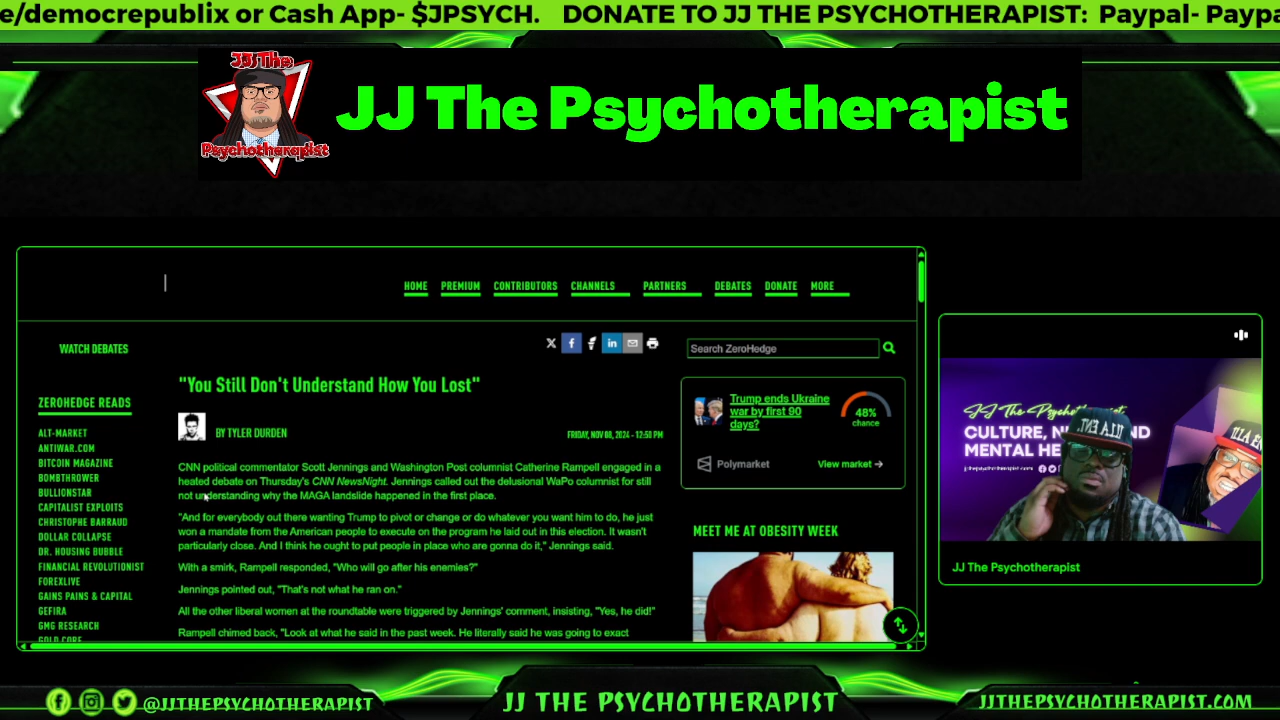 e/democrepublix or Cash App- $JPSYCH. DONATE TO JJ THE PSYCHOTHERAPIST: Paypal- Paypa
JJ The
Psychotherapist
JJ The Psychotherapist
HOME PREMIUM CONTRIBUTORS CHANNELS PARTNERS DEBATES DONATE MORE
WATCH DEBATES
Search ZeroHedge
"You Still Don't Understand How You Lost"
BY TYLER DURDEN
FRIDAY, NOV 08, 2024 - 12:50 PM
CNN political commentator Scott Jennings and Washington Post columnist Catherine Rampell engaged in a
heated debate on Thursday's CNN NewsNight. Jennings called out the delusional WaPo columnist for still
not understanding why the MAGA landslide happened in the first place.
"And for everybody out there wanting Trump to pivot or change or do whatever you want him to do, he just
won a mandate from the American people to execute on the program he laid out in this election. It wasn't
particularly close. And I think he ought to put people in place who are gonna do it," Jennings said.
With a smirk, Rampell responded, "Who will go after his enemies?"
Jennings pointed out, "That's not what he ran on."
All the other liberal women at the roundtable were triggered by Jennings' comment, insisting, "Yes, he did!"
Rampell chimed back, "Look at what he said in the past week. He literally said he was going to exact
ZEROHEDGE READS
ALT-MARKET
ANTIWAR.COM
BITCOIN MAGAZINE
BOMBTHROWER
BULLIONSTAR
CAPITALIST EXPLOITS
CHRISTOPHE BARRAUD
DOLLAR COLLAPSE
DR. HOUSING BUBBLE
FINANCIAL REVOLUTIONIST
FOREXLIVE
GAINS PAINS & CAPITAL
GEFIRA
GMG RESEARCH
GOLD CORE
Trump ends Ukraine
war by first 90
days?
48%
chance
Polymarket
View market →
MEET ME AT OBESITY WEEK
JJ The Psychotherapist
CULTURE, N ND
MENTAL HE
jjthepsychotherapist.com
JJ The Psychotherapist
@JJTHEPSYCHOTHERAPIST
JJ THE PSYCHOTHERAPIST
JJTHEPSYCHOTHERAPIST.COM